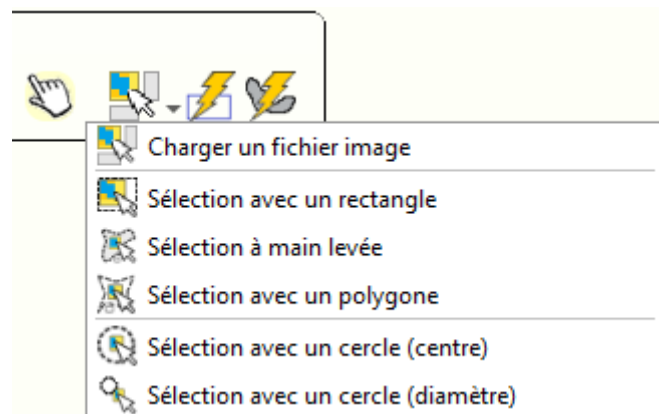 Charger un fichier image
Sélection avec un rectangle
Sélection à main levée
Sélection avec un polygone
Sélection avec un cercle (centre)
Sélection avec un cercle (diamètre)